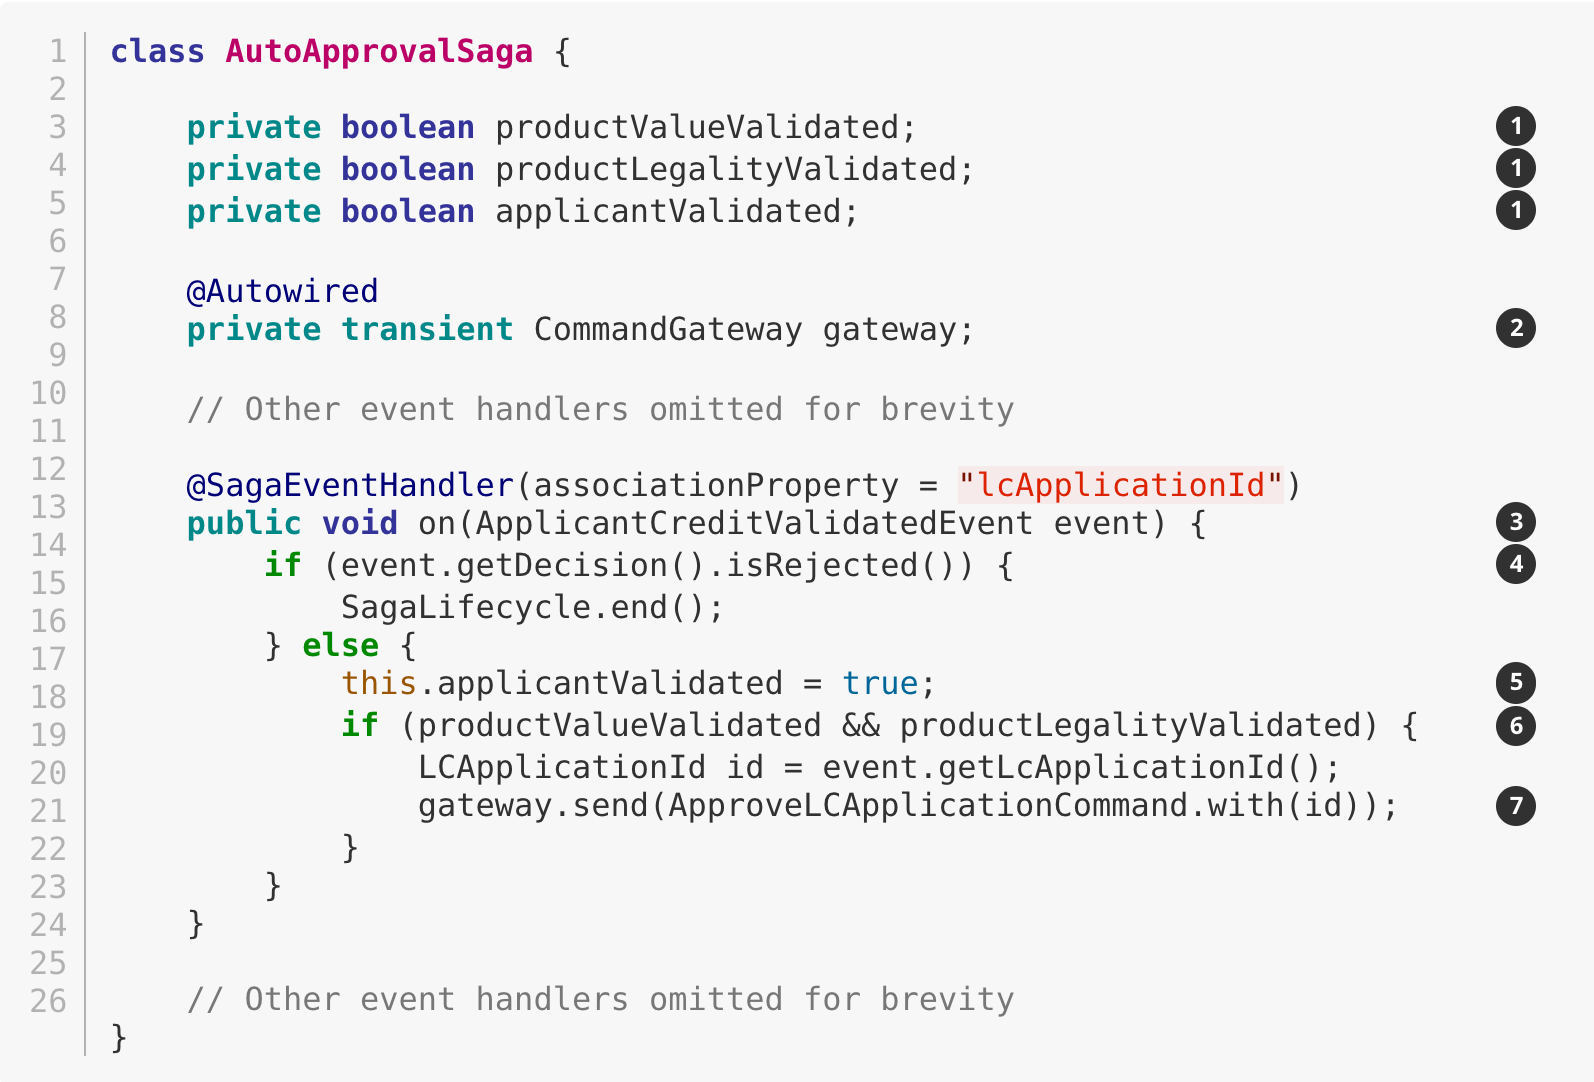 1 class AutoApprovalSaga {
2
3 private boolean productValueValidated; 1
4 private boolean productLegalityValidated; 1
5 private boolean applicantValidated; 1
6
7 @Autowired
8 private transient CommandGateway gateway; 2
9
10 // Other event handlers omitted for brevity
11
12 @SagaEventHandler(associationProperty = "lcApplicationId")
13 public void on(ApplicantCreditValidatedEvent event) { 3
14 if (event.getDecision().isRejected()) { 4
15 SagaLifecycle.end();
16 } else {
17 this.applicantValidated = true; 5
18 if (productValueValidated && productLegalityValidated) { 6
19 LCApplicationId id = event.getLcApplicationId();
20 gateway.send(ApproveLCApplicationCommand.with(id)); 7
21 }
22 }
23 }
24
25 // Other event handlers omitted for brevity
26 }